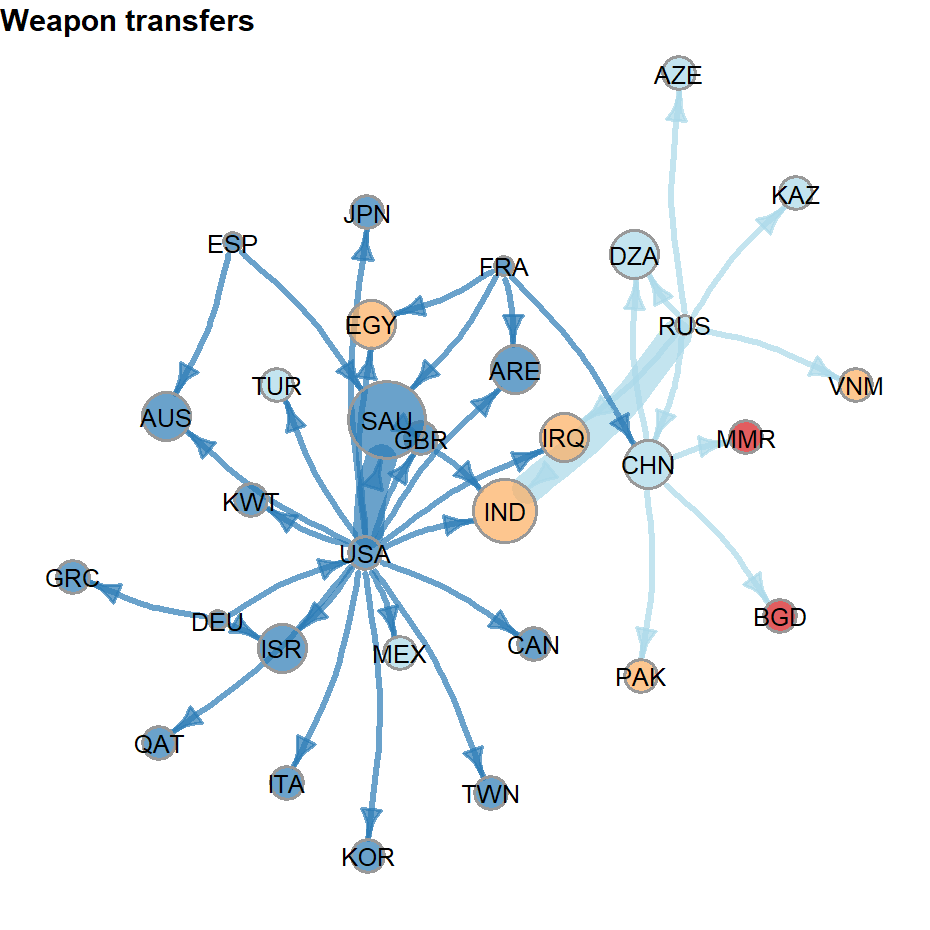 Weapon transfers
AZE
KAZ
JPN
ESP
DZA
FRA
EGY
RUS
ARE
TUR
VNM
AUS
SAU
GBR
IRQ
MMR
CHN
KWT
IND
USA
GRC
DEU
BGD
ISR
MEX
CAN
PAK
QAT
ITA
TWN
KOR